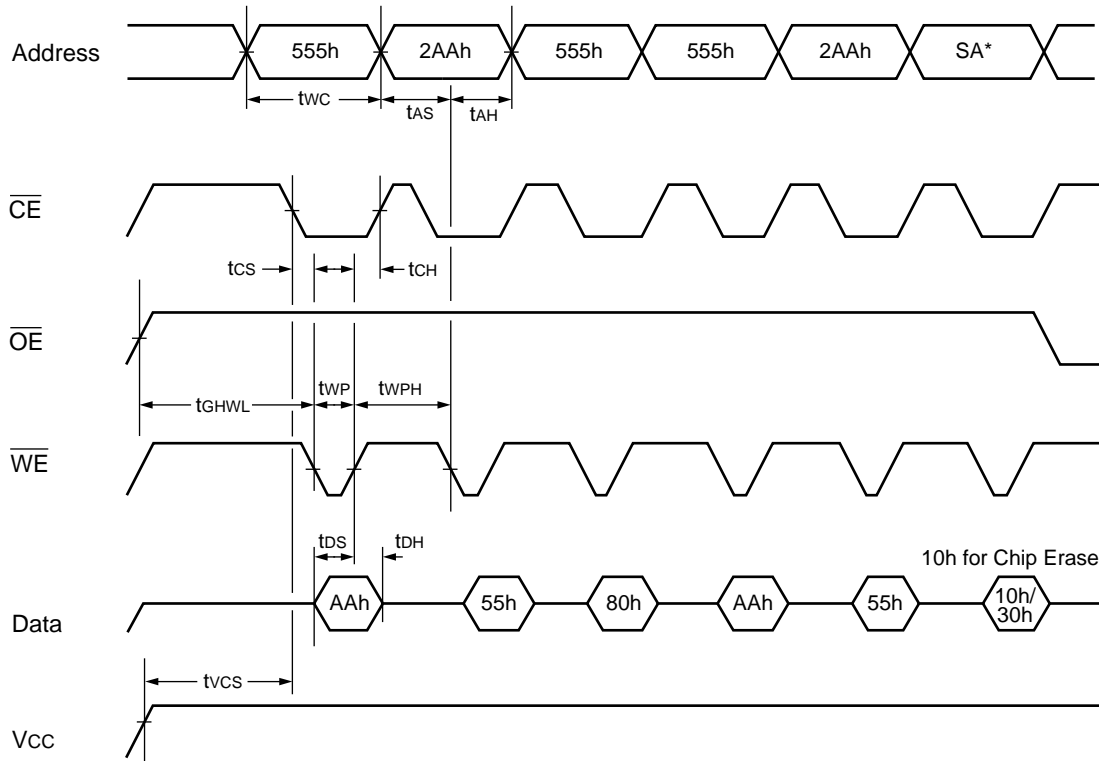 Address 555h 2AAh 555h 555h 2AAh SA*
tWC tAS tAH
CE
tCS tCH
OE
tGHWL tWP tWPH
WE
tDS tDH
10h for Chip Erase
Data AAh 55h 80h AAh 55h 10h/
30h
tVCS
VCC